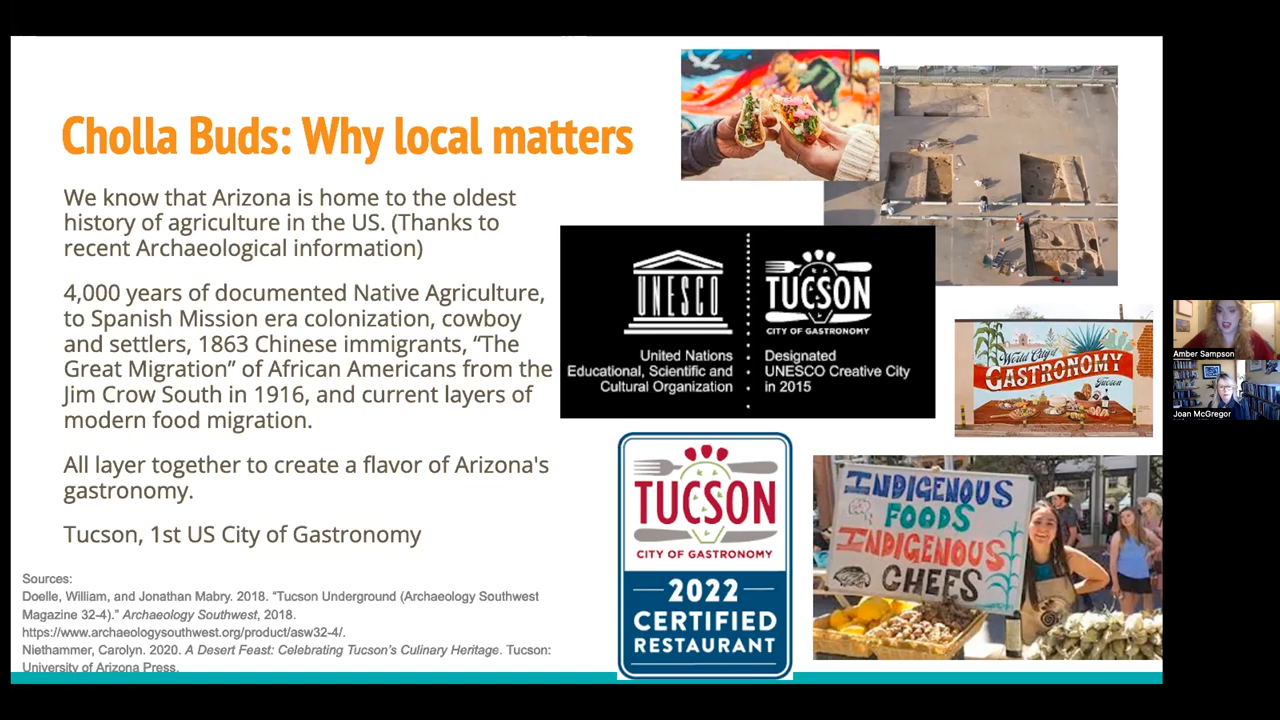 Cholla Buds: Why local matters
We know that Arizona is home to the oldest
history of agriculture in the US. (Thanks to
recent Archaeological information)
4,000 years of documented Native Agriculture,
to Spanish Mission era colonization, cowboy
and settlers, 1863 Chinese immigrants, “The
Great Migration” of African Americans from the
Jim Crow South in 1916, and current layers of
modern food migration.
All layer together to create a flavor of Arizona's
gastronomy.
Tucson, 1st US City of Gastronomy
Sources:
Doelle, William, and Jonathan Mabry. 2018. “Tucson Underground (Archaeology Southwest
Magazine 32-4).” Archaeology Southwest, 2018.
https://www.archaeologysouthwest.org/product/asw32-4/.
Niethammer, Carolyn. 2020. A Desert Feast: Celebrating Tucson’s Culinary Heritage. Tucson:
University of Arizona Press.
UNESCO
United Nations
Educational, Scientific and
Cultural Organization
TUCSON
CITY OF GASTRONOMY
Designated
UNESCO Creative City
in 2015
World City of
GASTRONOMY
Tucson
TUCSON
CITY OF GASTRONOMY
2022
CERTIFIED
RESTAURANT
INDIGENOUS
FOODS
INDIGENOUS
CHEFS
Amber Sampson
Joan McGregor